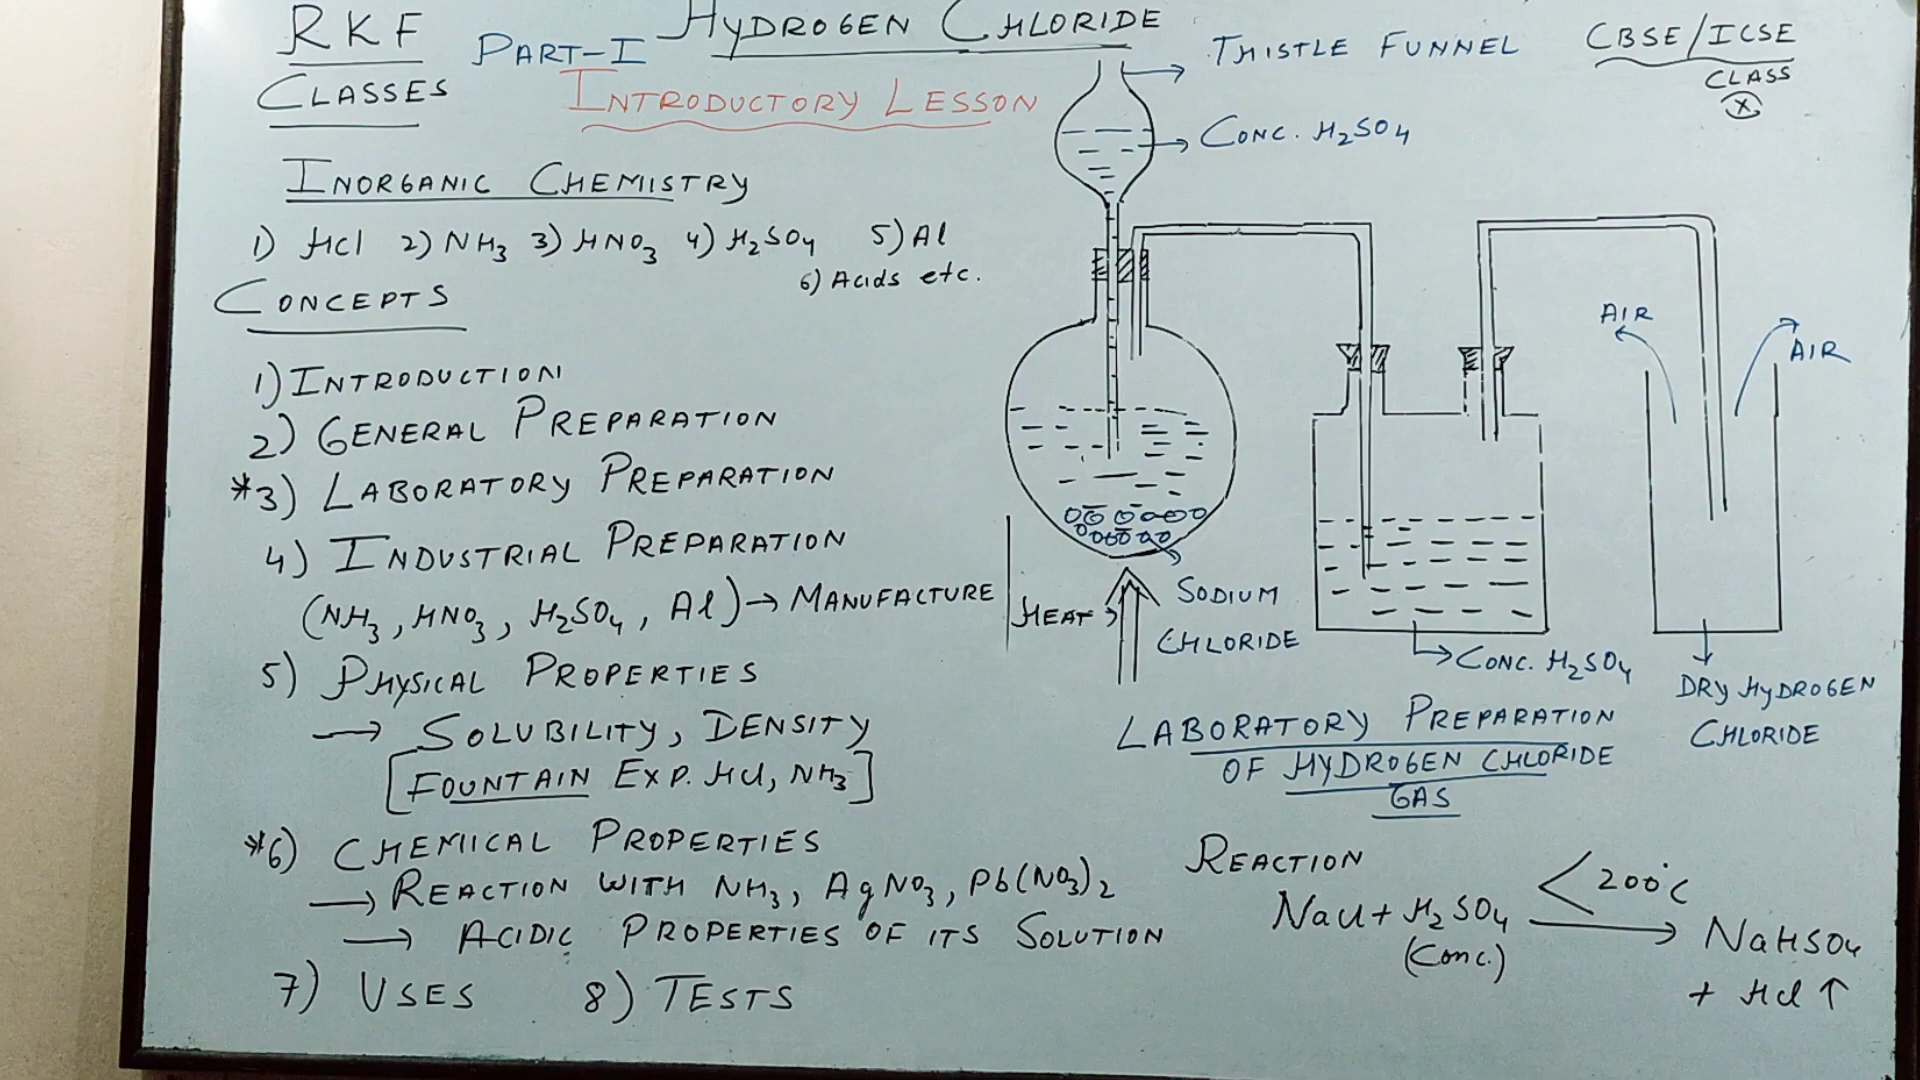 RKF
CLASSES
PART-I
HYDROGEN CHLORIDE
INTRODUCTORY LESSON
CBSE/ICSE
CLASS
X
INORGANIC CHEMISTRY
1) HCl 2) NH3 3) HNO3 4) H2SO4 5) Al
6) Acids etc.
CONCEPTS
1) INTRODUCTION
2) GENERAL PREPARATION
*3) LABORATORY PREPARATION
4) INDUSTRIAL PREPARATION
(NH3, HNO3, H2SO4, Al) → MANUFACTURE
5) PHYSICAL PROPERTIES
→ SOLUBILITY, DENSITY
[FOUNTAIN EXP. HCl, NH3]
*6) CHEMICAL PROPERTIES
→ REACTION WITH NH3, AgNO3, Pb(NO3)2
→ ACIDIC PROPERTIES OF ITS SOLUTION
7) USES 8) TESTS
THISTLE FUNNEL
CONC. H2SO4
AIR
AIR
HEAT
SODIUM
CHLORIDE
CONC. H2SO4
DRY HYDROGEN
CHLORIDE
LABORATORY PREPARATION
OF HYDROGEN CHLORIDE
GAS
REACTION
NaCl + H2SO4 < 200°C → NaHSO4
(Conc.)
+ HCl ↑